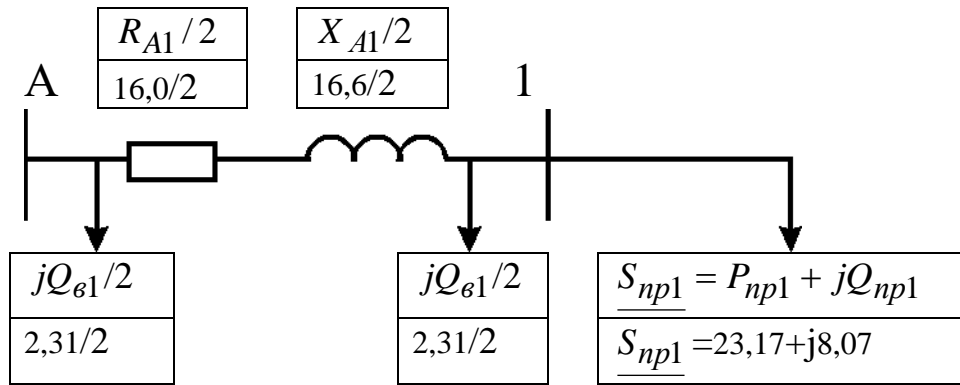 R_A1 / 2
X_A1/2
16,0/2
16,6/2
A
1
jQ_в1/2
jQ_в1/2
S_пр1 = P_пр1 + jQ_пр1
2,31/2
2,31/2
S_пр1 =23,17+j8,07